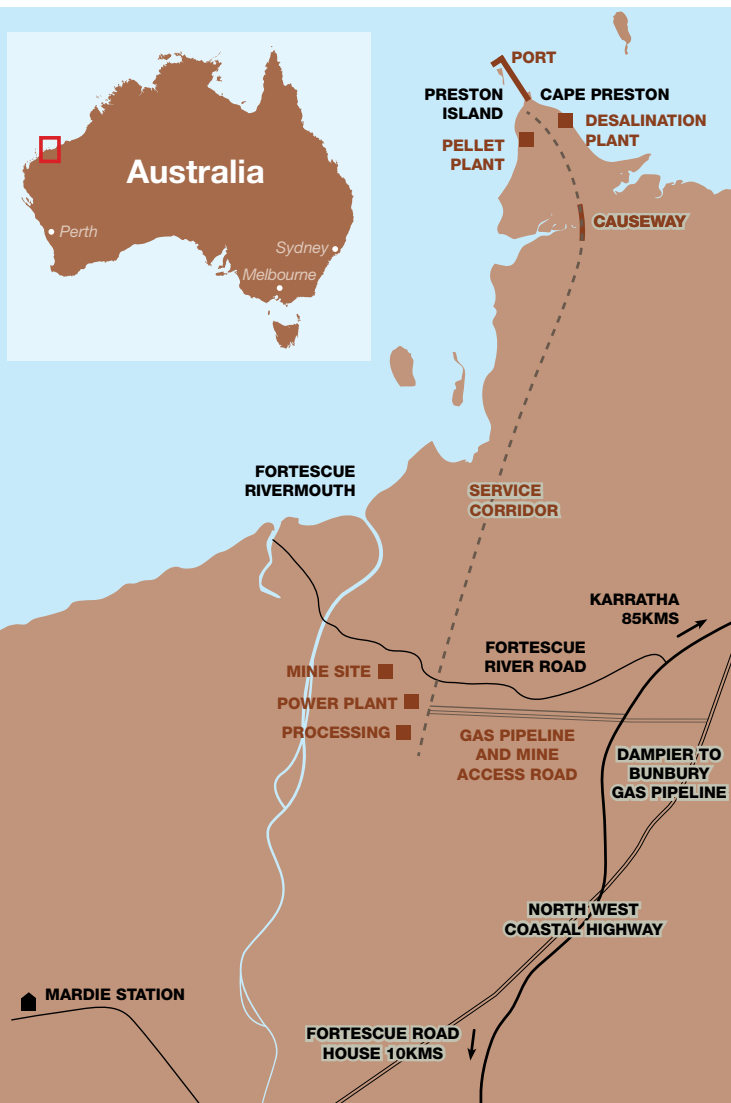 PORT
PRESTON
ISLAND
CAPE PRESTON
DESALINATION
PLANT
PELLET
PLANT
CAUSEWAY
Australia
Perth
Sydney
Melbourne
FORTESCUE
RIVERMOUTH
SERVICE
CORRIDOR
KARRATHA
85KMS
FORTESCUE
RIVER ROAD
MINE SITE
POWER PLANT
PROCESSING
GAS PIPELINE
AND MINE
ACCESS ROAD
DAMPIER TO
BUNBURY
GAS PIPELINE
NORTH WEST
COASTAL HIGHWAY
MARDIE STATION
FORTESCUE ROAD
HOUSE 10KMS